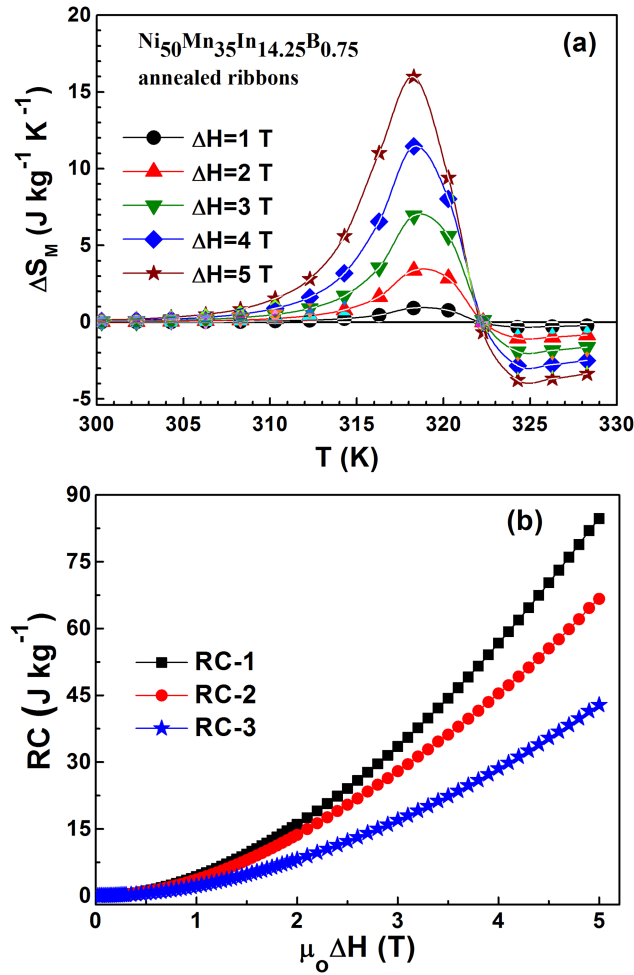 (a)
Ni50Mn35In14.25B0.75
annealed ribbons
ΔH=1 T
ΔH=2 T
ΔH=3 T
ΔH=4 T
ΔH=5 T
ΔSM (J kg-1 K-1)
20
15
10
5
0
-5
300 305 310 315 320 325 330
T (K)
(b)
RC-1
RC-2
RC-3
RC (J kg-1)
90
75
60
45
30
15
0
0 1 2 3 4 5
μoΔH (T)